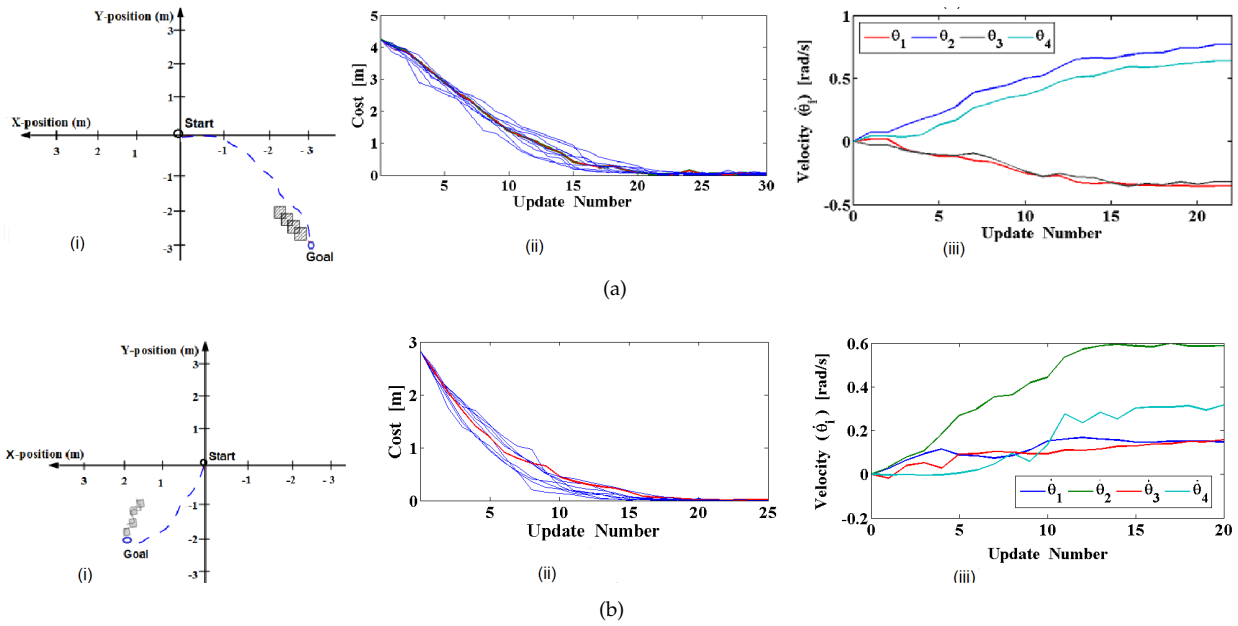 Y-position (m)
3
2
1
X-position (m)
Start
3 2 1 -1 -2 -3
-1
-2
-3
Goal
(i)
5
4
3
2
1
0
Cost [m]
5 10 15 20 25 30
Update Number
(ii)
1
0.5
0
-0.5
Velocity (θ̇i) [rad/s]
θ̇1 θ̇2 θ̇3 θ̇4
0 5 10 15 20
Update Number
(iii)
(a)
Y-position (m)
3
2
1
X-position (m)
Start
3 2 1 -1 -2 -3
-1
-2
-3
Goal
(i)
3
2
1
0
Cost [m]
5 10 15 20 25
Update Number
(ii)
0.6
0.4
0.2
0
-0.2
Velocity (θ̇i) [rad/s]
θ̇1 θ̇2 θ̇3 θ̇4
0 5 10 15 20
Update Number
(iii)
(b)